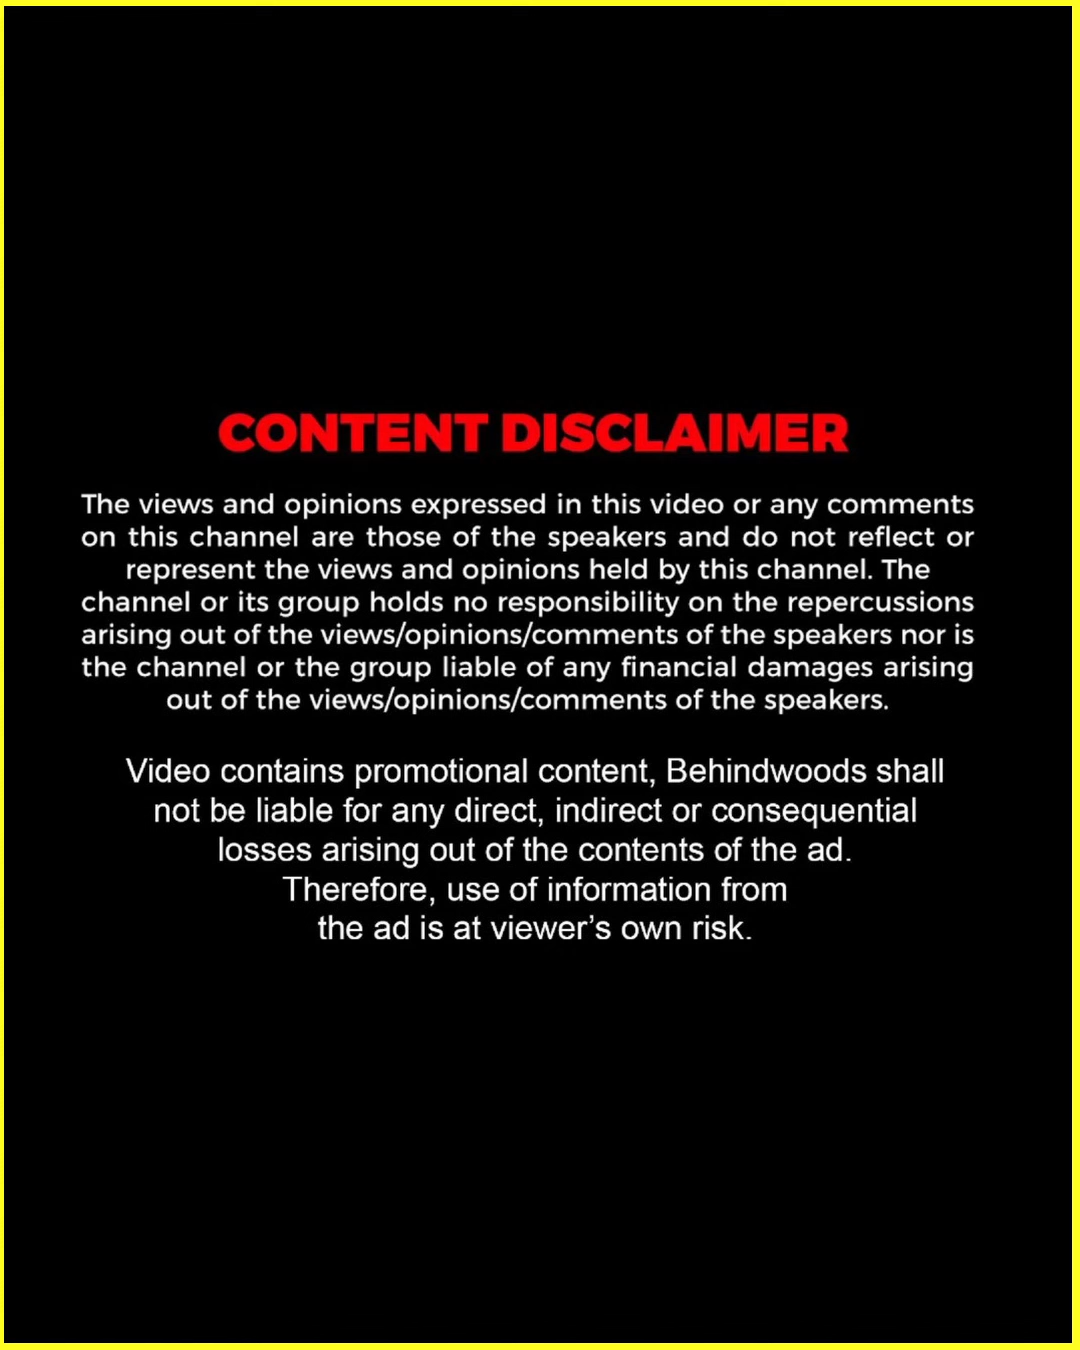 CONTENT DISCLAIMER
The views and opinions expressed in this video or any comments
on this channel are those of the speakers and do not reflect or
represent the views and opinions held by this channel. The
channel or its group holds no responsibility on the repercussions
arising out of the views/opinions/comments of the speakers nor is
the channel or the group liable of any financial damages arising
out of the views/opinions/comments of the speakers.
Video contains promotional content, Behindwoods shall
not be liable for any direct, indirect or consequential
losses arising out of the contents of the ad.
Therefore, use of information from
the ad is at viewer’s own risk.